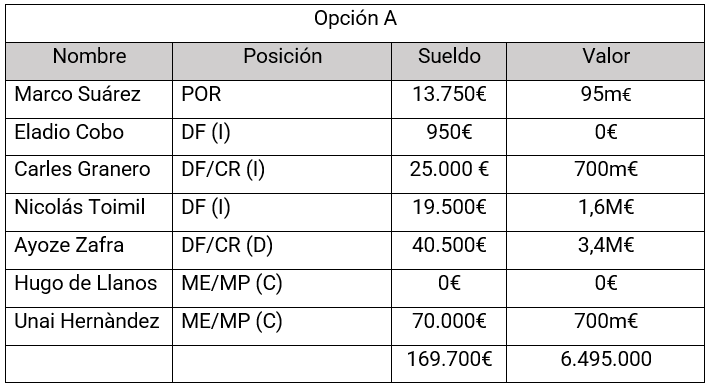 Opción A
Nombre Posición Sueldo Valor
Marco Suárez POR 13.750€ 95m€
Eladio Cobo DF (I) 950€ 0€
Carles Granero DF/CR (I) 25.000 € 700m€
Nicolás Toimil DF (I) 19.500€ 1,6M€
Ayoze Zafra DF/CR (D) 40.500€ 3,4M€
Hugo de Llanos ME/MP (C) 0€ 0€
Unai Hernàndez ME/MP (C) 70.000€ 700m€
169.700€ 6.495.000